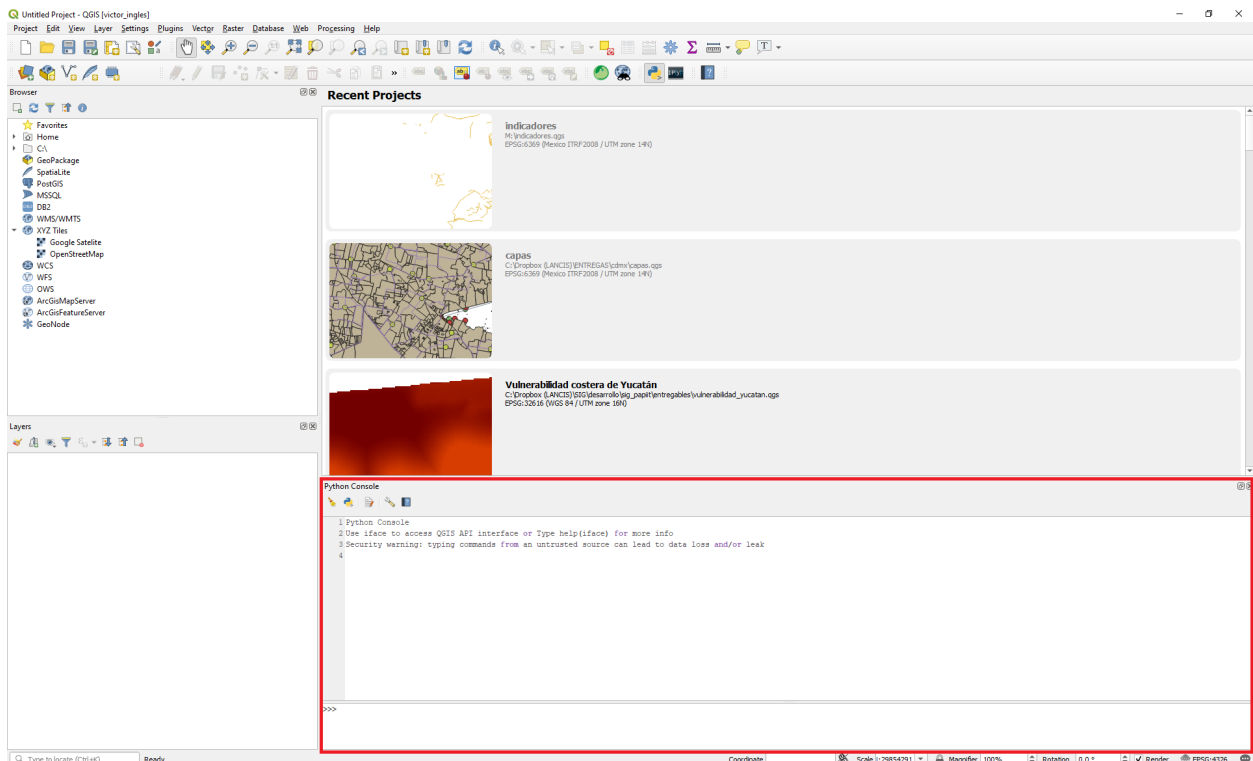 Untitled Project - QGIS [victor_ingles]
Project Edit View Layer Settings Plugins Vector Raster Database Web Processing Help
Browser
Favorites
Home
C:\
GeoPackage
SpatiaLite
PostGIS
MSSQL
DB2
WMS/WMTS
XYZ Tiles
Google Satelite
OpenStreetMap
WCS
WFS
OWS
ArcGisMapServer
ArcGisFeatureServer
GeoNode
Layers
Recent Projects
indicadores
M:\indicadores.qgs
EPSG:6369 (Mexico ITRF2008 / UTM zone 14N)
capas
C:\Dropbox (LANCIS)\ENTREGAS\cdmx\capas.qgs
EPSG:6369 (Mexico ITRF2008 / UTM zone 14N)
Vulnerabilidad costera de Yucatán
C:\Dropbox (LANCIS)\SIG\desarrollo\sig_papiit\entregables\vulnerabilidad_yucatan.qgs
EPSG:32616 (WGS 84 / UTM zone 16N)
Python Console
1 Python Console
2 Use iface to access QGIS API interface or Type help(iface) for more info
3 Security warning: typing commands from an untrusted source can lead to data loss and/or leak
4
>>>
Type to locate (Ctrl+K) Ready Coordinate Scale :29854291 Magnifier 100% Rotation 0.0 ° Render EPSG:4326